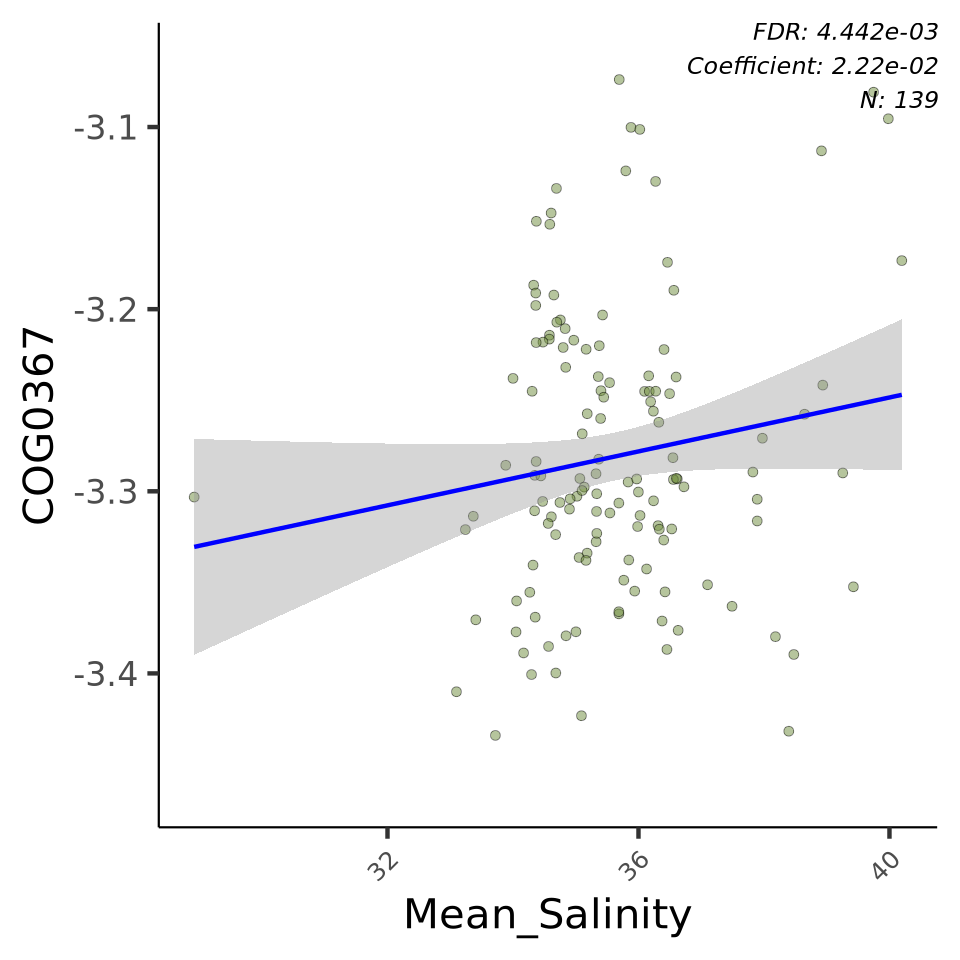 FDR: 4.442e-03
Coefficient: 2.22e-02
N: 139
COG0367
-3.1
-3.2
-3.3
-3.4
32
36
40
Mean_Salinity